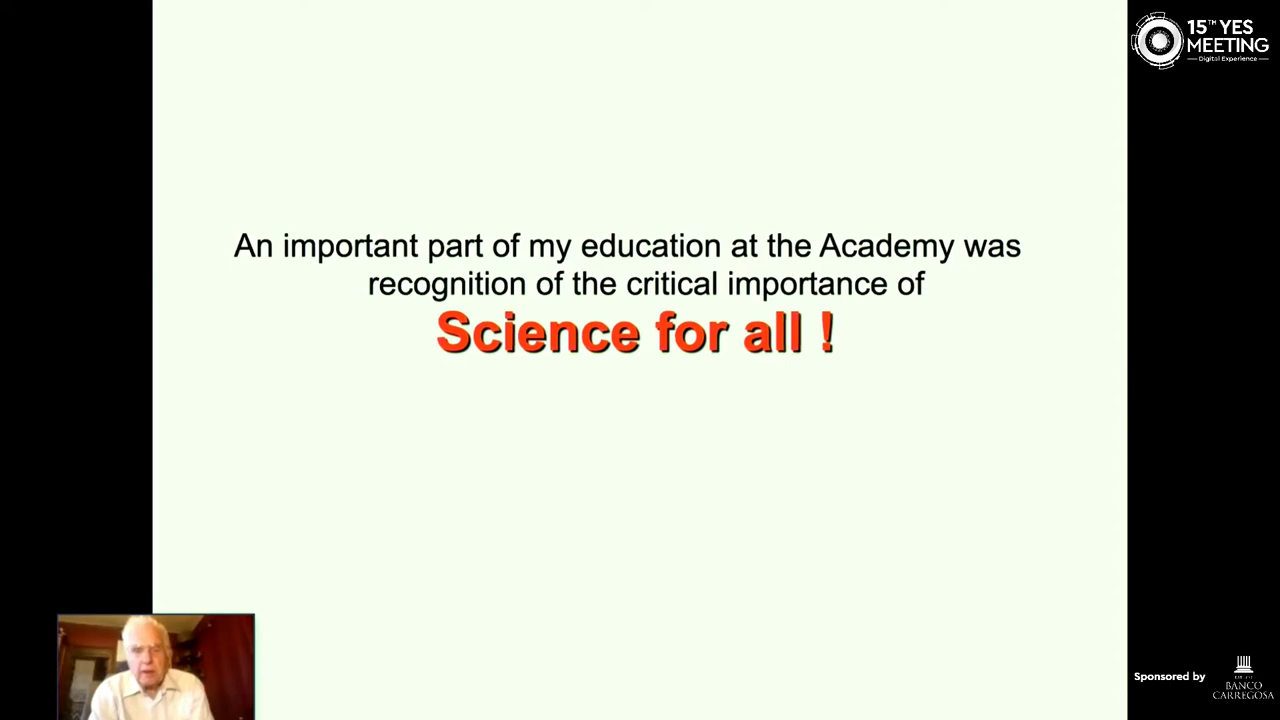 15TH YES
MEETING
Digital Experience
An important part of my education at the Academy was
recognition of the critical importance of
Science for all !
Sponsored by
BANCO
CARREGOSA